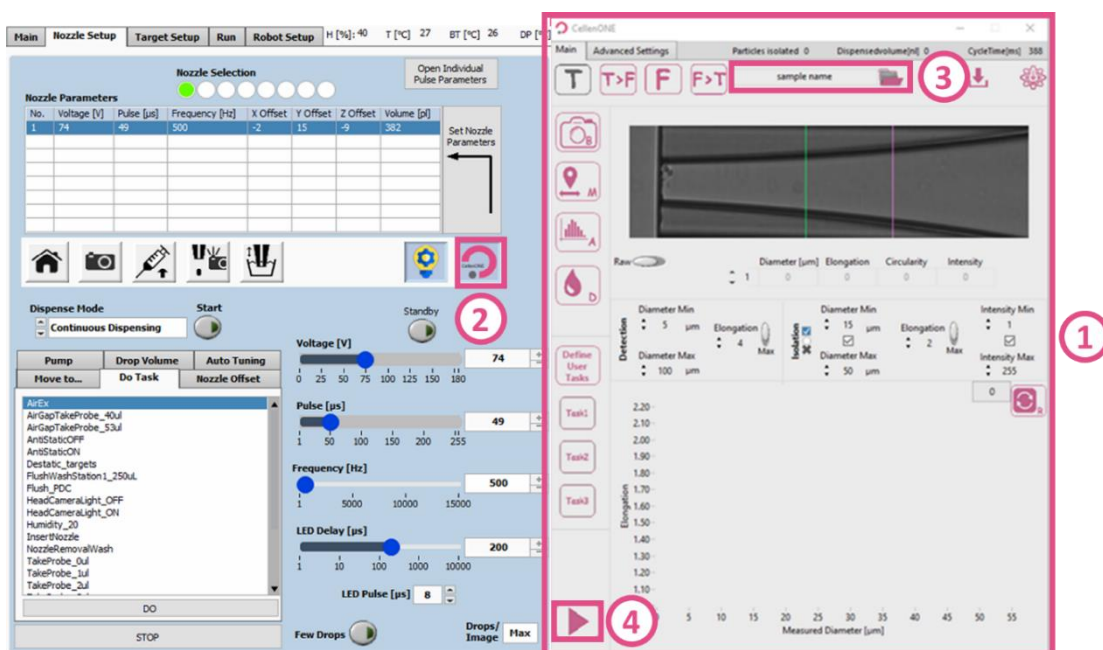 Main Nozzle Setup Target Setup Run Robot Setup H [%]: 40 T [°C] 27 BT [°C] 26 DP [°
Nozzle Selection
Open Individual
Pulse Parameters
Nozzle Parameters
No. Voltage [V] Pulse [µs] Frequency [Hz] X Offset Y Offset Z Offset Volume [pl]
1 74 49 500 -2 15 -9 382
Set Nozzle
Parameters
CellenONE
2
Dispense Mode
Continuous Dispensing
Start
Standby
Pump Drop Volume Auto Tuning
Move to... Do Task Nozzle Offset
AirEx
AirGapTakeProbe_40ul
AirGapTakeProbe_53ul
AntiStaticOFF
AntiStaticON
Destatic_targets
FlushWashStation1_250uL
Flush_PDC
HeadCameraLight_OFF
HeadCameraLight_ON
Humidity_20
InsertNozzle
NozzleRemovalWash
TakeProbe_0ul
TakeProbe_1ul
TakeProbe_2ul
DO
STOP
Voltage [V]
74
0 25 50 75 100 125 150 180
Pulse [µs]
49
1 50 100 150 200 255
Frequency [Hz]
500
1 5000 10000 15000
LED Delay [µs]
200
1 10 100 1000 10000
LED Pulse [µs] 8
Few Drops
Drops/
Image Max
CellenONE
Main Advanced Settings Particles isolated 0 Dispensedvolume[nl] 0 CycleTime[ms] 388
T T>F F F>T sample name
3
B
M
A
D
Raw
Diameter [µm] Elongation Circularity Intensity
1 0 0 0 0
Detection
Diameter Min
5 µm
Diameter Max
100 µm
Elongation
4
Max
Isolation
Diameter Min
15 µm
Diameter Max
50 µm
Elongation
2
Max
Intensity Min
1
Intensity Max
255
1
Define
User
Tasks
Task1
Task2
Task3
0
R
Elongation
2.20
2.10
2.00
1.90
1.80
1.70
1.60
1.50
1.40
1.30
1.20
1.10
5 10 15 20 25 30 35 40 45 50 55
Measured Diameter [µm]
4